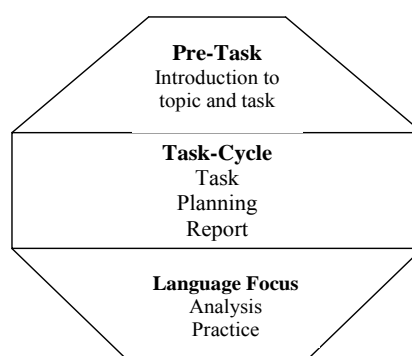 Pre-Task
Introduction to
topic and task
Task-Cycle
Task
Planning
Report
Language Focus
Analysis
Practice